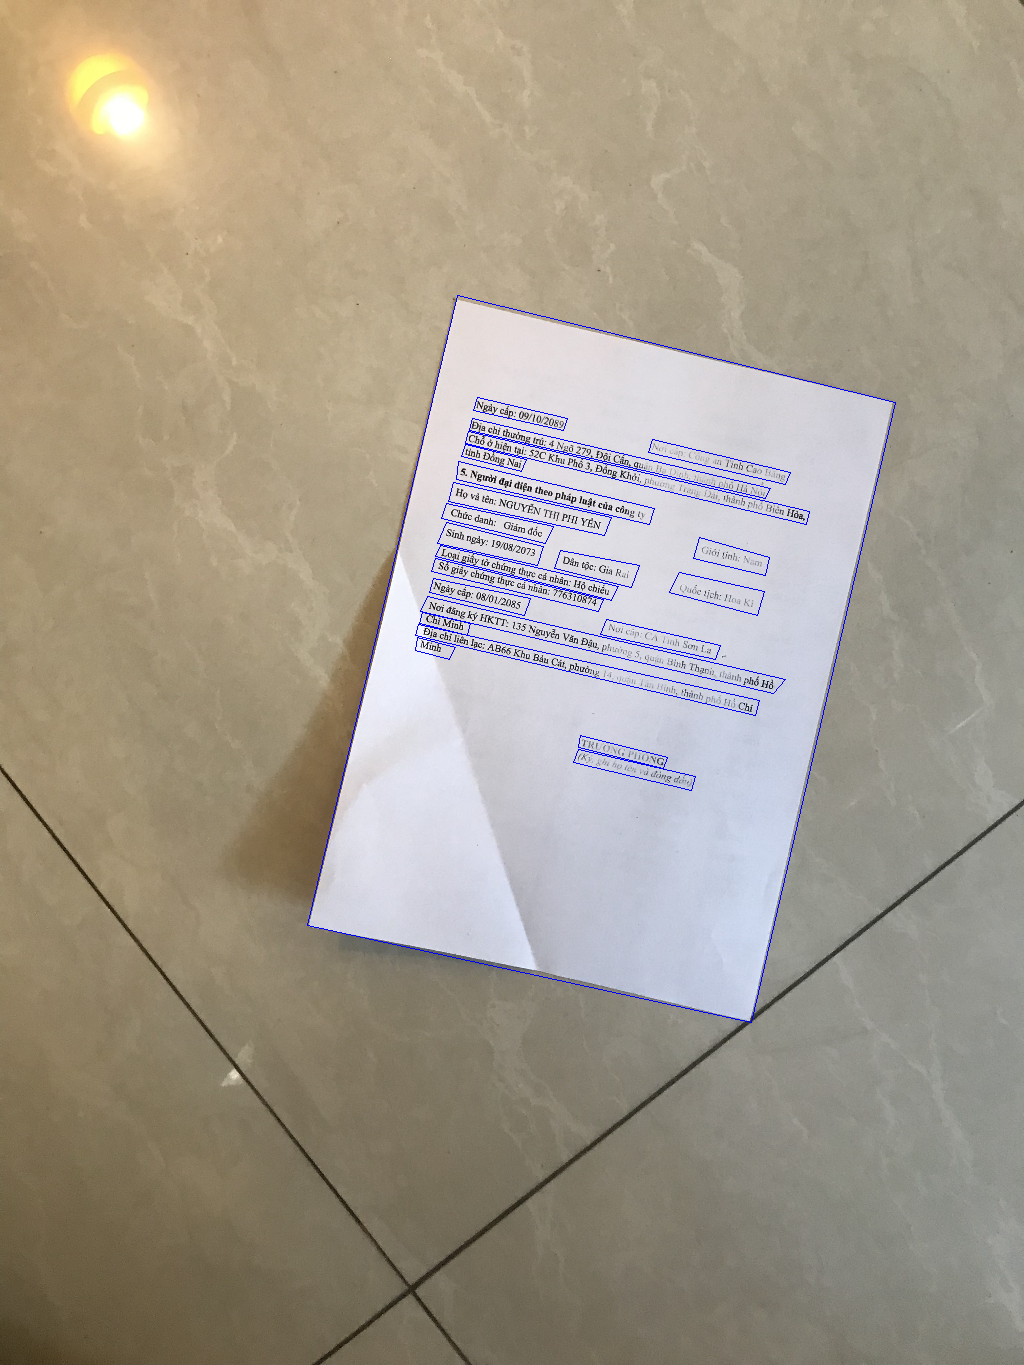 Ngày cấp: 09/10/2089
Nơi cấp: Công an Tỉnh Cao Bằng
Địa chỉ thường trú: 4 Ngõ 279, Đội Cấn, quận Ba Đình, thành phố Hà Nội
Chỗ ở hiện tại: 52C Khu Phố 3, Đồng Khởi, phường Trảng Dài, thành phố Biên Hòa,
tỉnh Đồng Nai
5. Người đại diện theo pháp luật của công ty
Họ và tên: NGUYỄN THỊ PHI YẾN
Giới tính: Nam
Chức danh: Giám đốc
Sinh ngày: 19/08/2073
Dân tộc: Gia Rai
Quốc tịch: Hoa Kì
Loại giấy tờ chứng thực cá nhân: Hộ chiếu
Số giấy chứng thực cá nhân: 776310874
Ngày cấp: 08/01/2085
Nơi cấp: CA Tỉnh Sơn La
Nơi đăng ký HKTT: 135 Nguyễn Văn Đậu, phường 5, quận Bình Thạnh, thành phố Hồ
Chí Minh
Địa chỉ liên lạc: AB66 Khu Bàu Cát, phường 14, quận Tân Bình, thành phố Hồ Chí
Minh
TRƯỞNG PHÒNG
(Ký, ghi họ tên và đóng dấu)